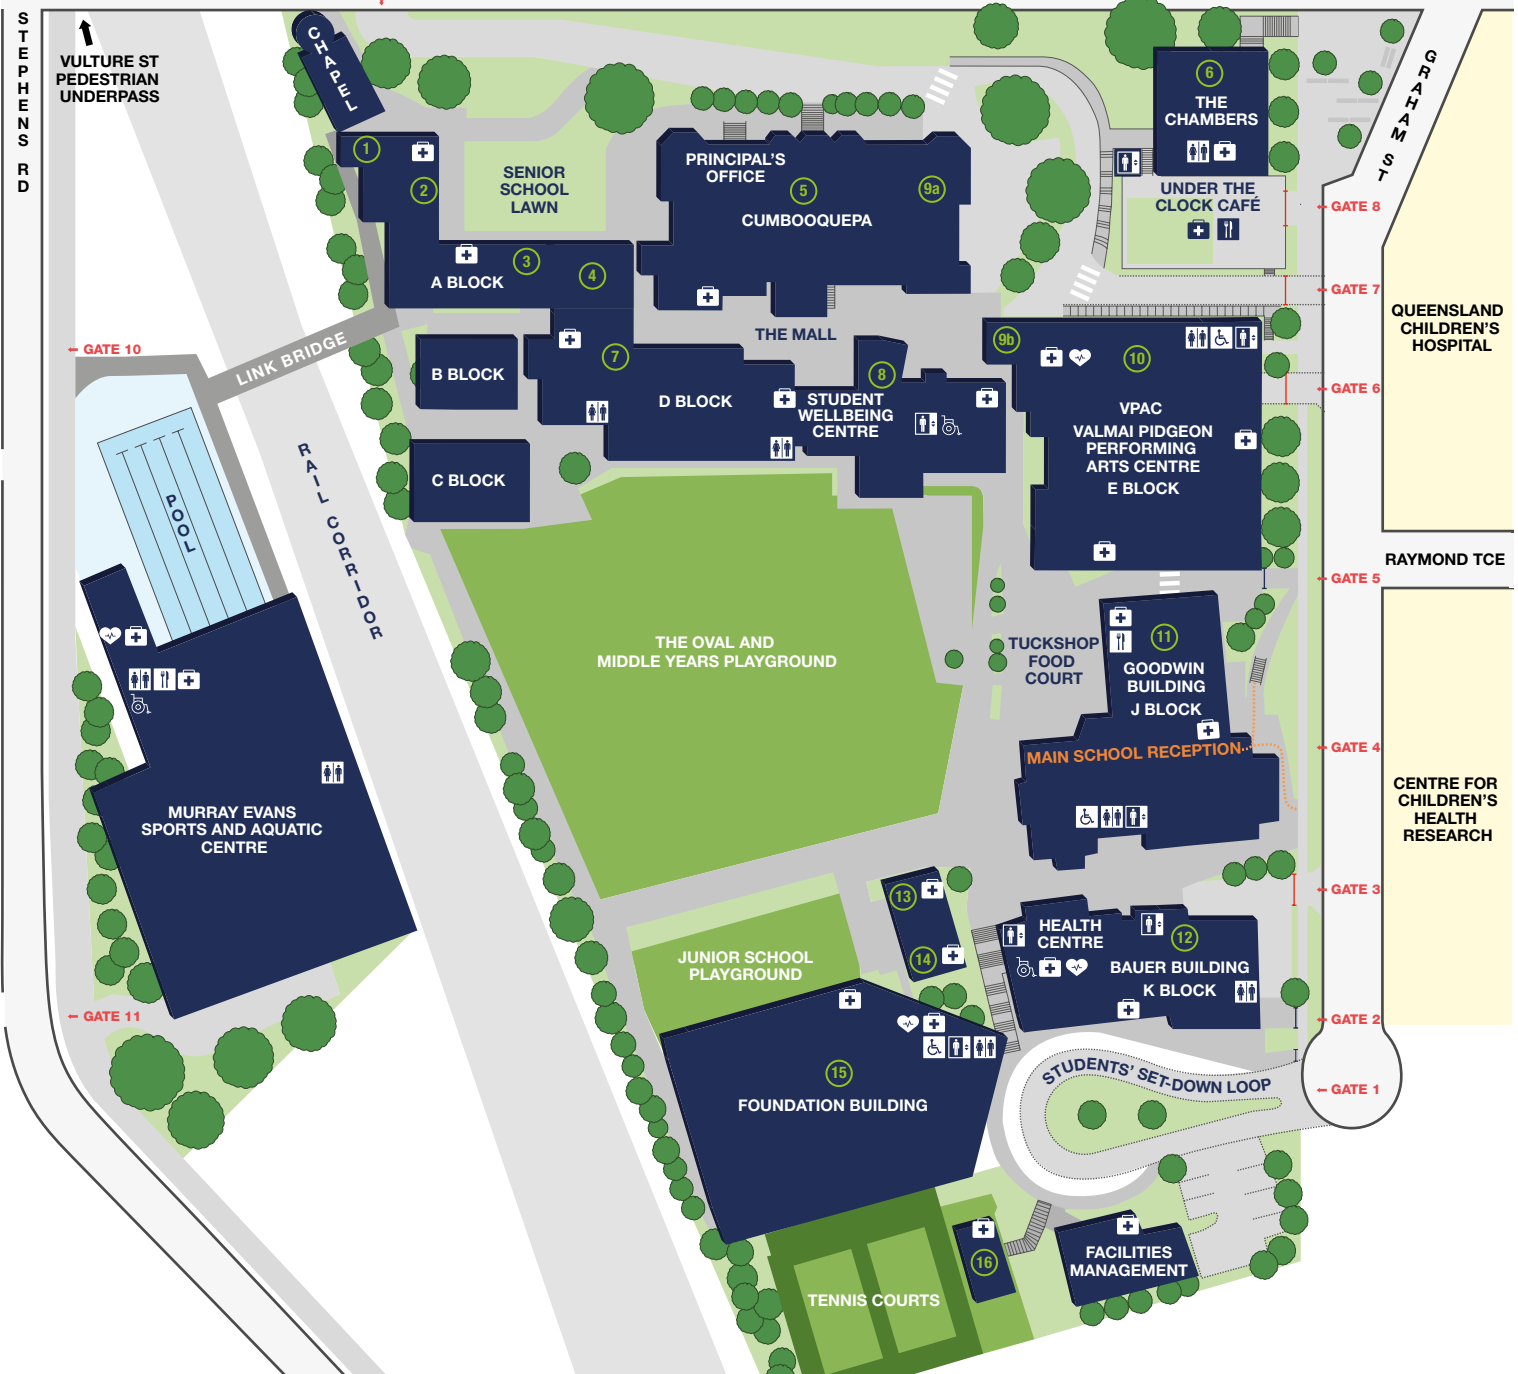 STEPHENS RD
VULTURE ST
PEDESTRIAN
UNDERPASS
CHAPEL
GRAHAM ST
6
THE
CHAMBERS
1
2
SENIOR
SCHOOL
LAWN
PRINCIPAL'S
OFFICE
5
9a
CUMBOOQUEPA
UNDER THE
CLOCK CAFÉ
GATE 8
3
4
A BLOCK
GATE 7
THE MALL
QUEENSLAND
CHILDREN'S
HOSPITAL
GATE 10
LINK BRIDGE
B BLOCK
7
D BLOCK
8
STUDENT
WELLBEING
CENTRE
9b
10
VPAC
VALMAI PIDGEON
PERFORMING
ARTS CENTRE
E BLOCK
GATE 6
C BLOCK
POOL
RAIL CORRIDOR
RAYMOND TCE
GATE 5
THE OVAL AND
MIDDLE YEARS PLAYGROUND
TUCKSHOP
FOOD
COURT
11
GOODWIN
BUILDING
J BLOCK
MAIN SCHOOL RECEPTION
GATE 4
CENTRE FOR
CHILDREN'S
HEALTH
RESEARCH
MURRAY EVANS
SPORTS AND AQUATIC
CENTRE
GATE 3
13
14
HEALTH
CENTRE
12
BAUER BUILDING
K BLOCK
JUNIOR SCHOOL
PLAYGROUND
GATE 11
GATE 2
15
FOUNDATION BUILDING
STUDENTS' SET-DOWN LOOP
GATE 1
16
FACILITIES
MANAGEMENT
TENNIS COURTS